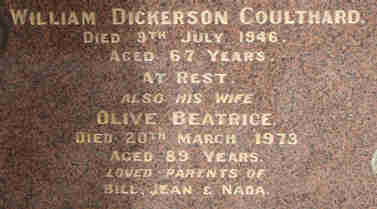 WILLIAM DICKERSON COULTHARD.
DIED 9TH JULY 1946.
AGED 67 YEARS.
AT REST.
ALSO HIS WIFE
OLIVE BEATRICE,
DIED 20TH MARCH 1973
AGED 89 YEARS.
LOVED PARENTS OF
BILL, JEAN & NADA.